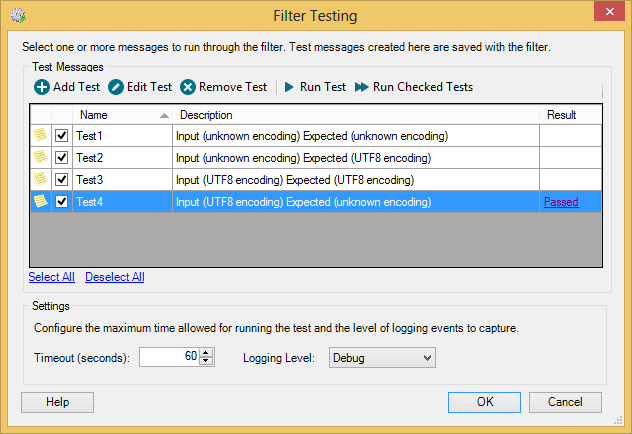 Filter Testing
Select one or more messages to run through the filter. Test messages created here are saved with the filter.
Test Messages
Add Test Edit Test Remove Test Run Test Run Checked Tests
Name Description Result
Test1 Input (unknown encoding) Expected (unknown encoding)
Test2 Input (unknown encoding) Expected (UTF8 encoding)
Test3 Input (UTF8 encoding) Expected (UTF8 encoding)
Test4 Input (UTF8 encoding) Expected (unknown encoding) Passed
Select All Deselect All
Settings
Configure the maximum time allowed for running the test and the level of logging events to capture.
Timeout (seconds): 60 Logging Level: Debug
Help OK Cancel